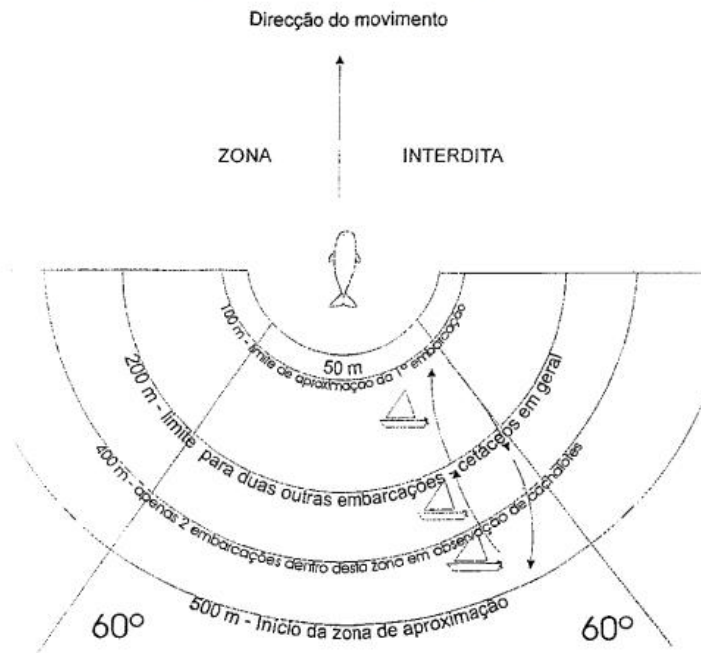 Direcção do movimento
ZONA
INTERDITA
50 m
100 m - limite de aproximação da 1ª embarcação
200 m - limite para duas outras embarcações - cetáceos em geral
400 m - apenas 2 embarcações dentro desta zona em observação de cachalotes
500 m - Início da zona de aproximação
60º
60º